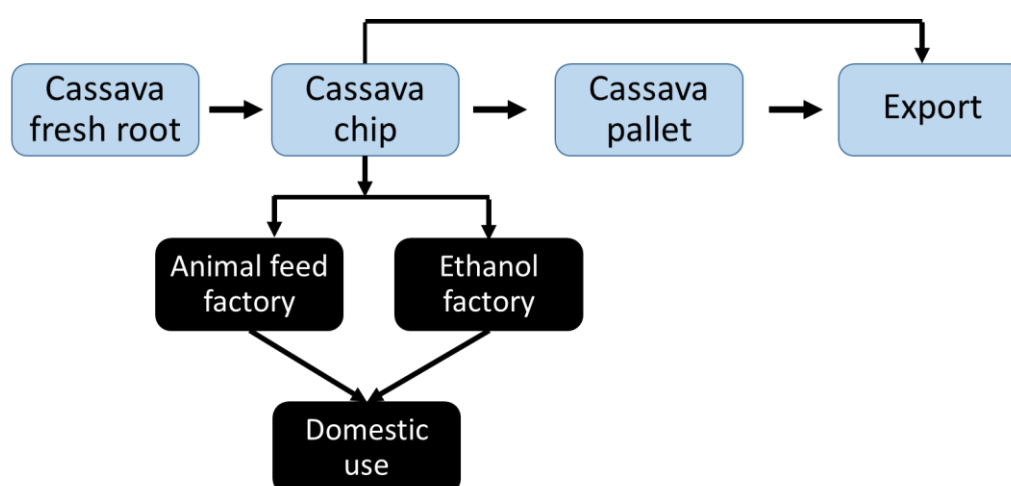 Cassava
fresh root
Cassava
chip
Cassava
pallet
Export
Animal feed
factory
Ethanol
factory
Domestic
use